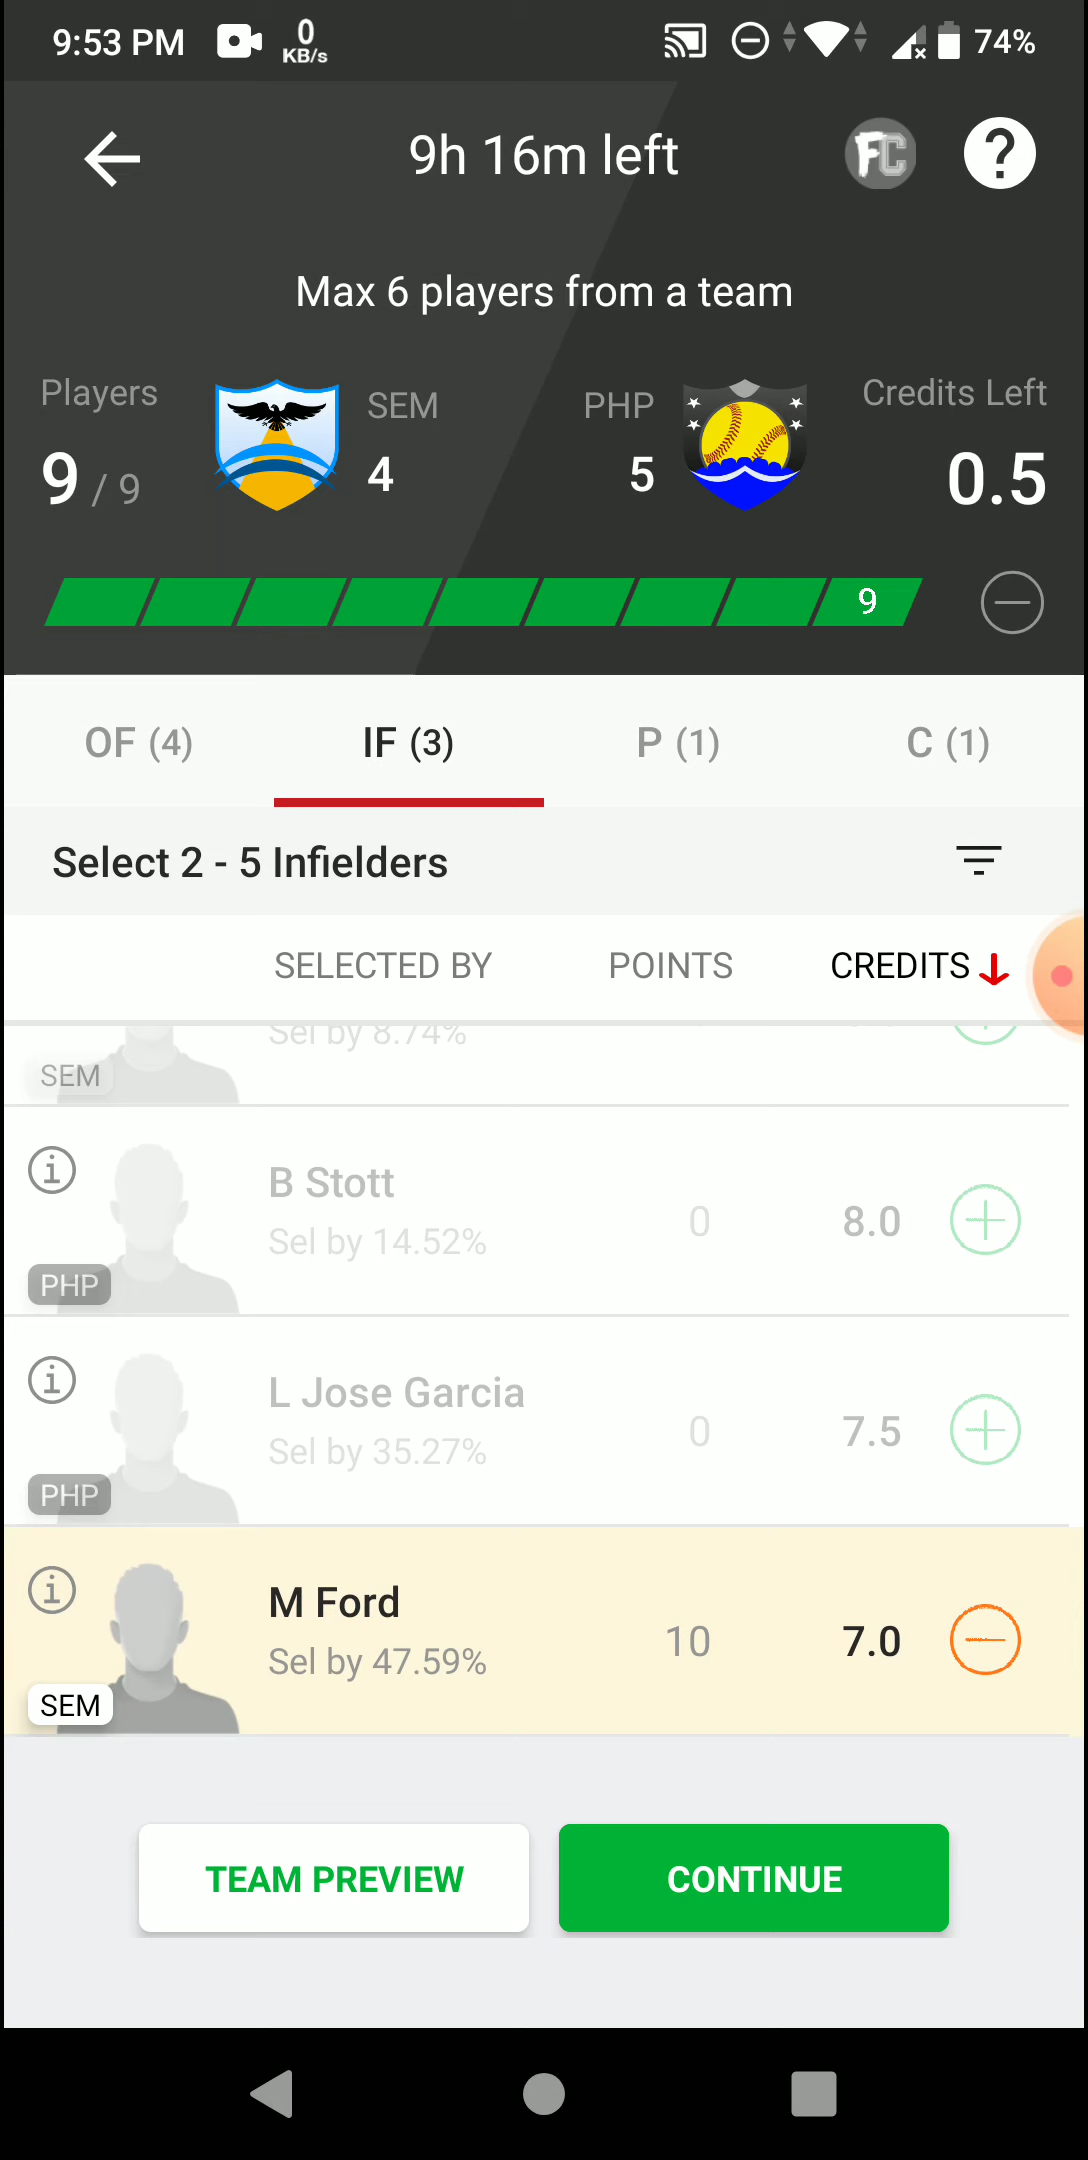 9:53 PM
0
KB/s
74%
9h 16m left
FC
?
Max 6 players from a team
Players
SEM
PHP
Credits Left
9 / 9
4
5
0.5
9
OF (4)
IF (3)
P (1)
C (1)
Select 2 - 5 Infielders
SELECTED BY
POINTS
CREDITS
Sel by 8.74%
SEM
B Stott
Sel by 14.52%
0
8.0
PHP
L Jose Garcia
Sel by 35.27%
0
7.5
PHP
M Ford
Sel by 47.59%
10
7.0
SEM
TEAM PREVIEW
CONTINUE